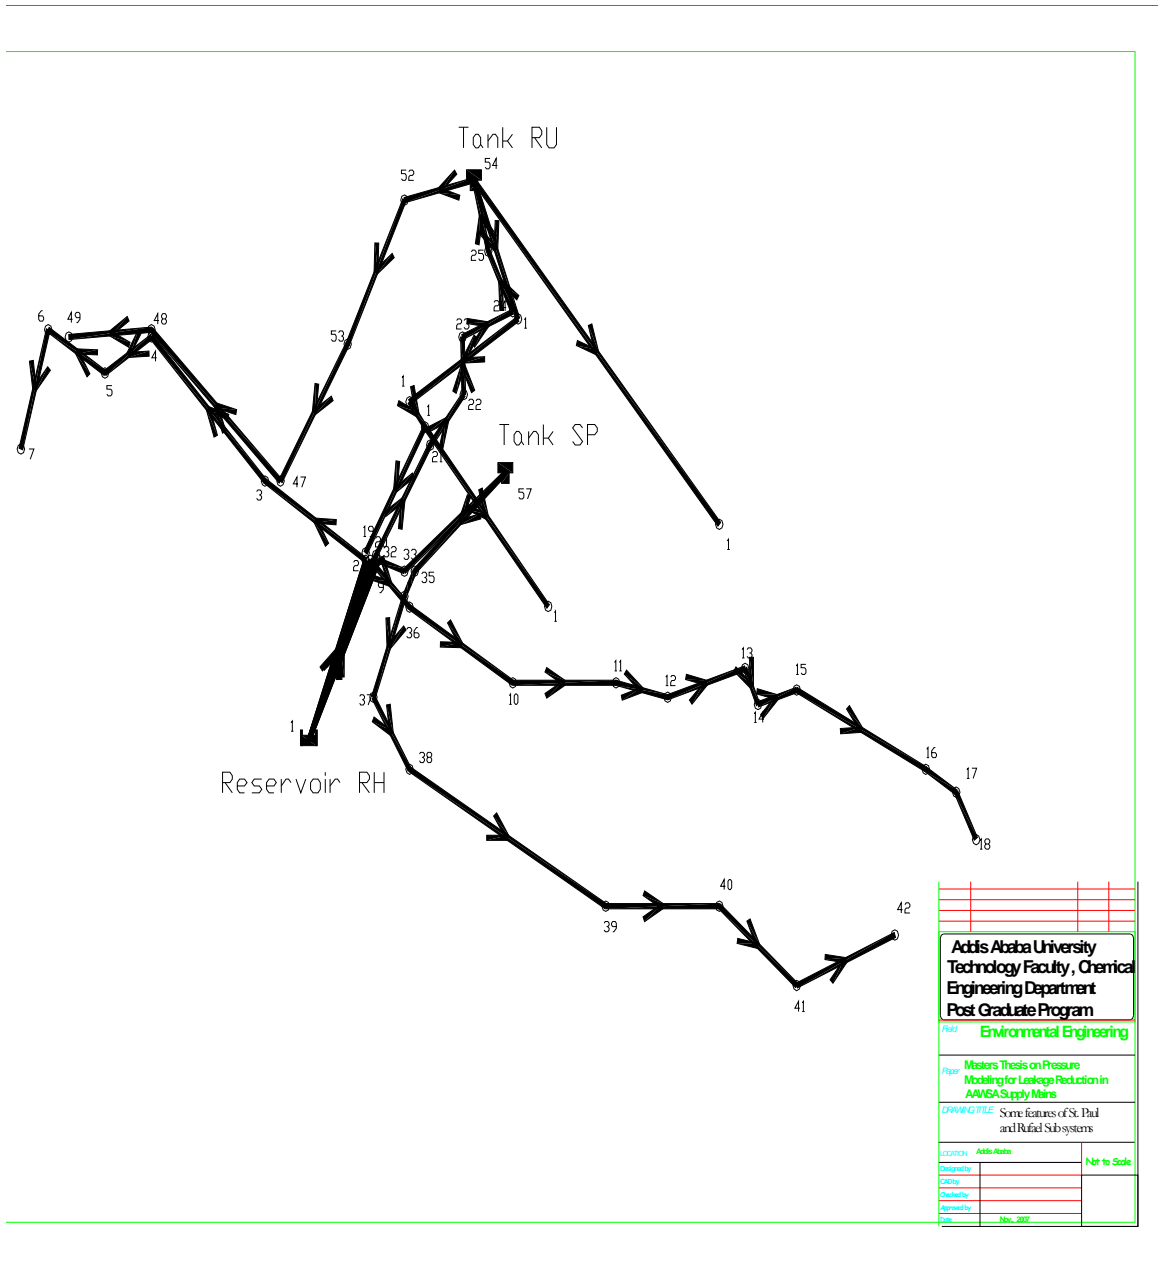 Tank RU
54
52
25
6
49
48
24
1
53
4
23
5
1
22
1
Tank SP
7
21
47
57
3
19
32
33
2
35
9
1
1
36
13
11
15
12
10
37
14
1
38
16
17
Reservoir RH
18
40
42
39
41
Addis Ababa University
Technology Faculty, Chemical
Engineering Department
Post Graduate Program
Field Environmental Engineering
Paper Masters Thesis on Pressure
Modeling for Leakage Reduction in
AAWSA Supply Mains
DRAWING TITLE Some features of St. Paul
and Rufael Sub systems
LOCATION Addis Ababa
Not to Scale
Designed by
CAD by
Checked by
Approved by
Date Nov., 2007